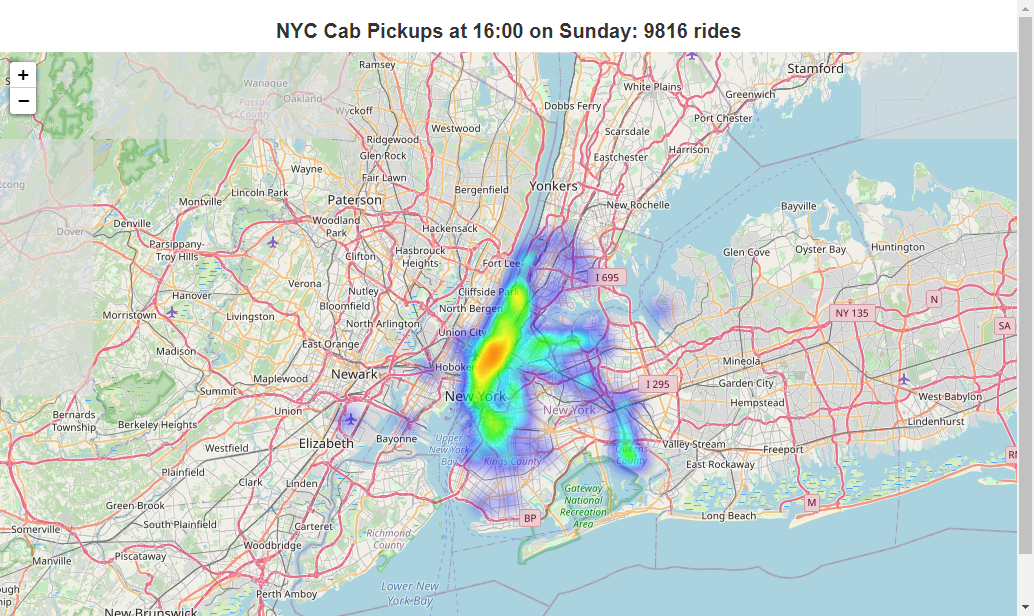 NYC Cab Pickups at 16:00 on Sunday: 9816 rides
+
−
Ramsey
Stamford
Wanaque
Oakland
White Plains
Greenwich
Passaic
County
Wyckoff
Dobbs Ferry
Port Chester
Westwood
Scarsdale
Ridgewood
Harrison
Glen Rock
Eastchester
Wayne
Fair Lawn
Lincoln Park
Bergenfield
Yonkers
Montville
Paterson
New Rochelle
Bayville
Denville
Woodland
Park
Hackensack
Dover
Parsippany-
Troy Hills
Clifton
Hasbrouck
Heights
Fort Lee
Glen Cove
Oyster Bay
Huntington
I 695
Verona
Nutley
Cliffside Park
Hanover
Bloomfield
North Bergen
N
Morristown
Livingston
North Arlington
Union City
NY 135
SA
East Orange
Madison
Newark
Hoboken
Mineola
Maplewood
I 295
Garden City
Summit
New York
New York
Hempstead
West Babylon
Bernards
Township
Union
Berkeley Heights
Bayonne
Lindenhurst
Elizabeth
Upper
New York
Bay
Valley Stream
Freeport
Westfield
Kings County
Queens
County
East Rockaway
Plainfield
Clark
Linden
Gateway
National
Recreation
Area
Green Brook
M
South Plainfield
BP
Long Beach
Somerville
Carteret
Richmond
County
Woodbridge
Piscataway
Manville
Lower New
York Bay
Perth Amboy
New Brunswick